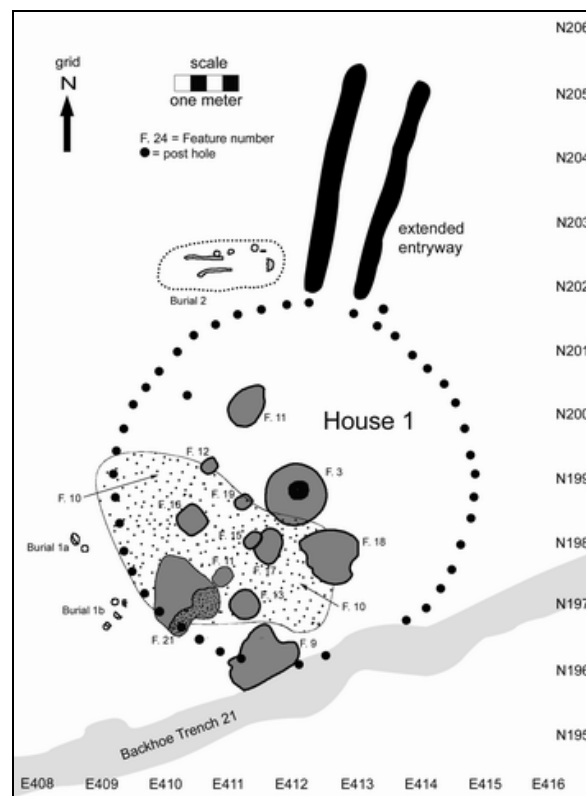 grid
N
scale
one meter
F. 24 = Feature number
= post hole
N206
N205
N204
N203
extended
entryway
N202
Burial 2
N201
N200
F. 11
House 1
F. 12
N199
F. 3
F. 10
F. 19
F. 16
Burial 1a
F. 15
N198
F. 18
F. 17
F. 11
Burial 1b
F. 13
F. 10
N197
F. 21
F. 9
N196
Backhoe Trench 21
N195
E408 E409 E410 E411 E412 E413 E414 E415 E416